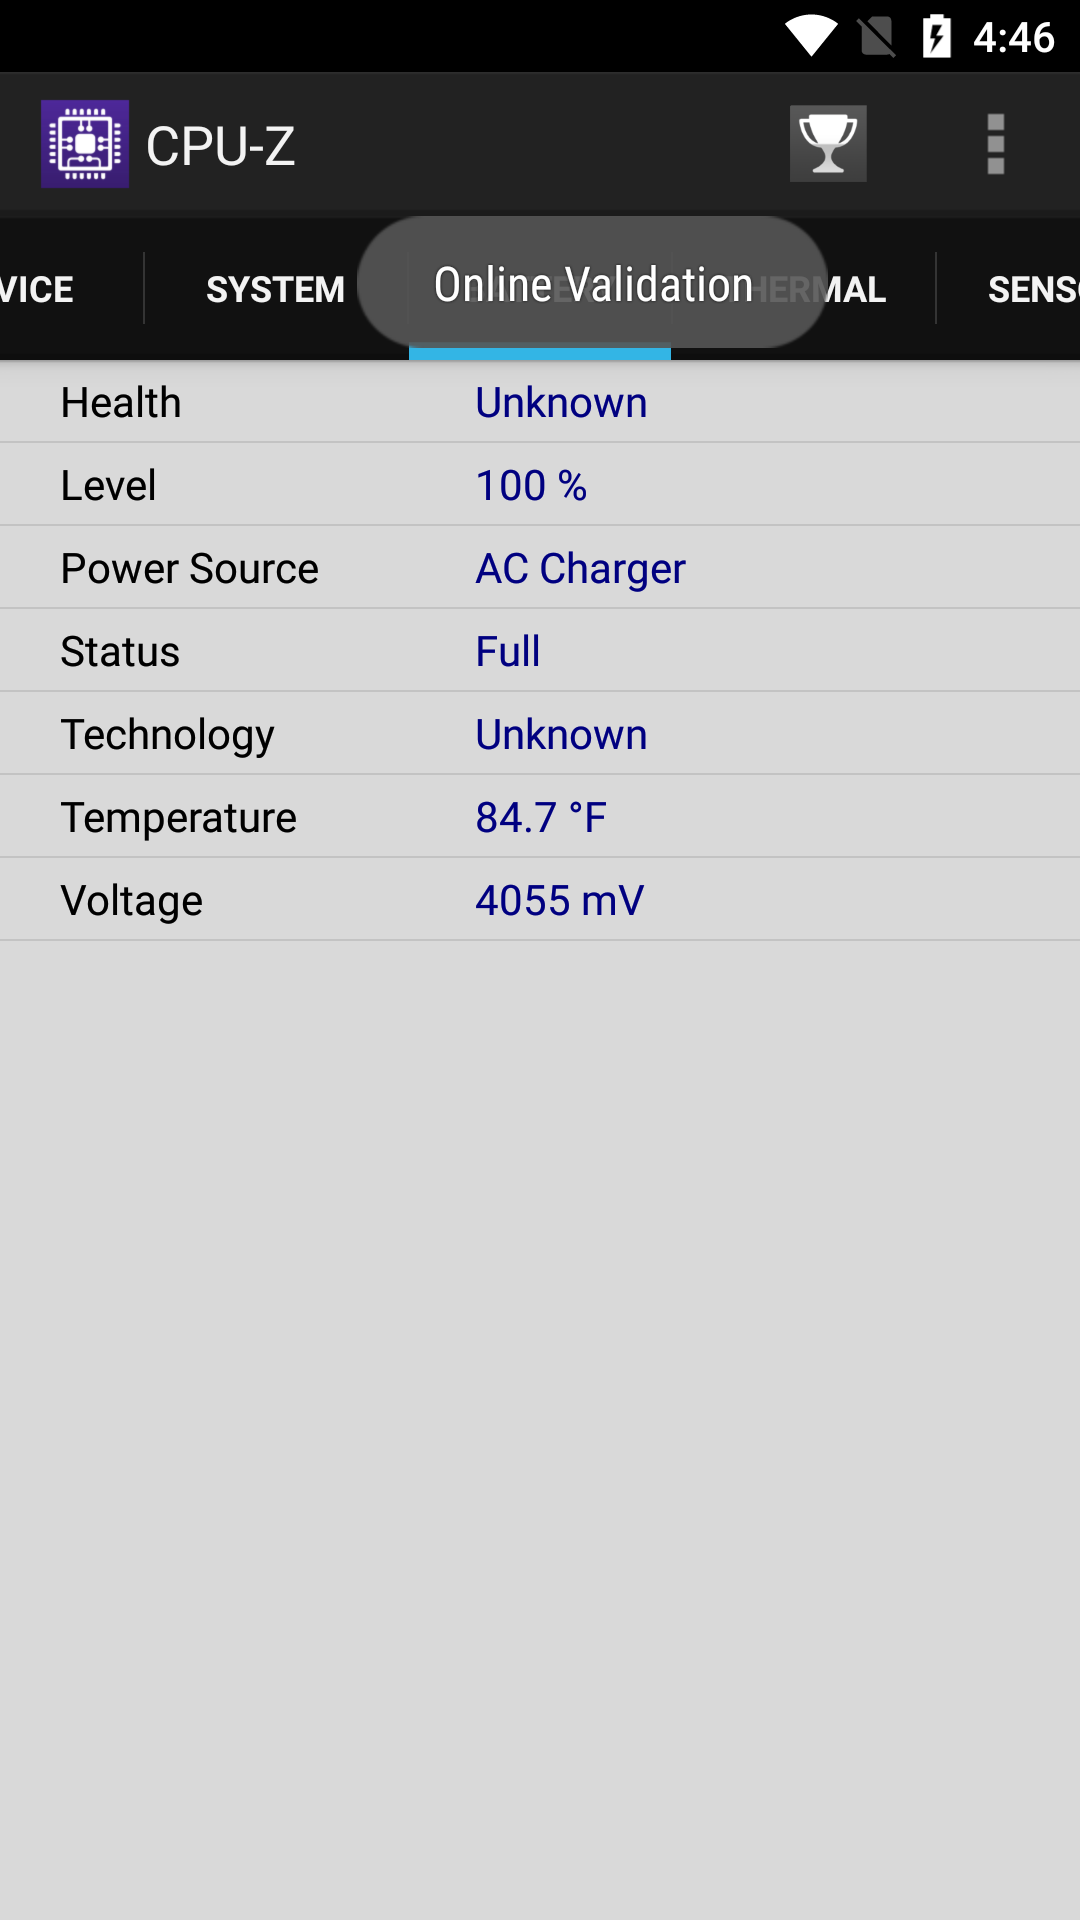 4:46
CPU-Z
VICE SYSTEM THERMAL SENS
Online Validation
Health Unknown
Level 100 %
Power Source AC Charger
Status Full
Technology Unknown
Temperature 84.7 °F
Voltage 4055 mV